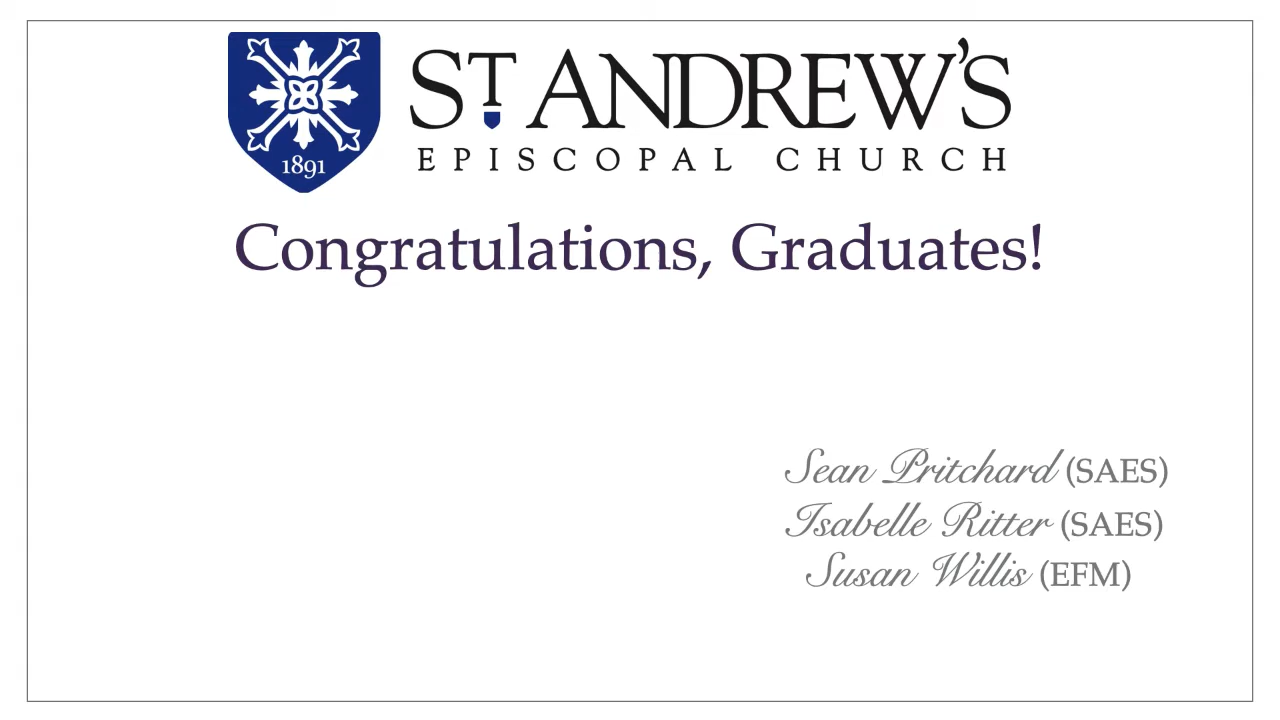 1891
ST ANDREW'S
EPISCOPAL CHURCH
Congratulations, Graduates!
Sean Pritchard (SAES)
Isabelle Ritter (SAES)
Susan Willis (EFM)